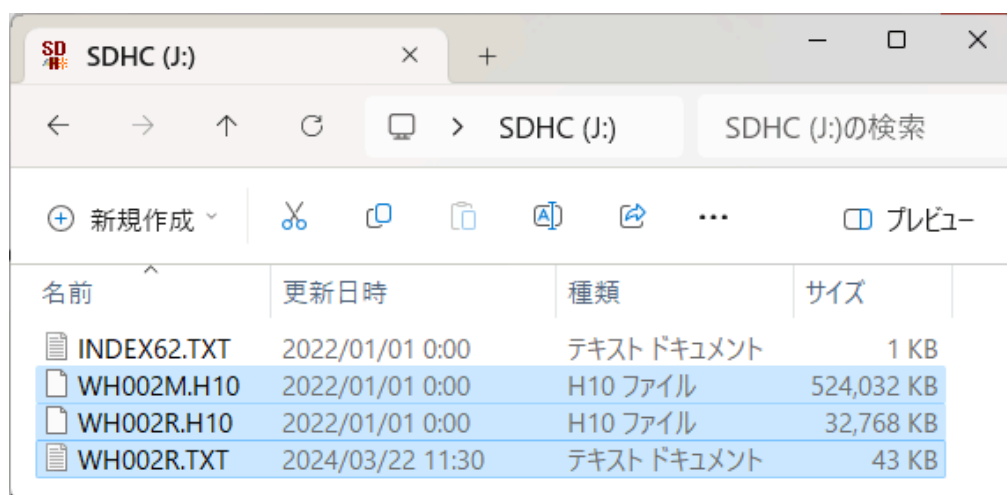 SDHC (J:)
SDHC (J:) SDHC (J:)の検索
新規作成 プレビュー
名前 更新日時 種類 サイズ
INDEX62.TXT 2022/01/01 0:00 テキスト ドキュメント 1 KB
WH002M.H10 2022/01/01 0:00 H10 ファイル 524,032 KB
WH002R.H10 2022/01/01 0:00 H10 ファイル 32,768 KB
WH002R.TXT 2024/03/22 11:30 テキスト ドキュメント 43 KB